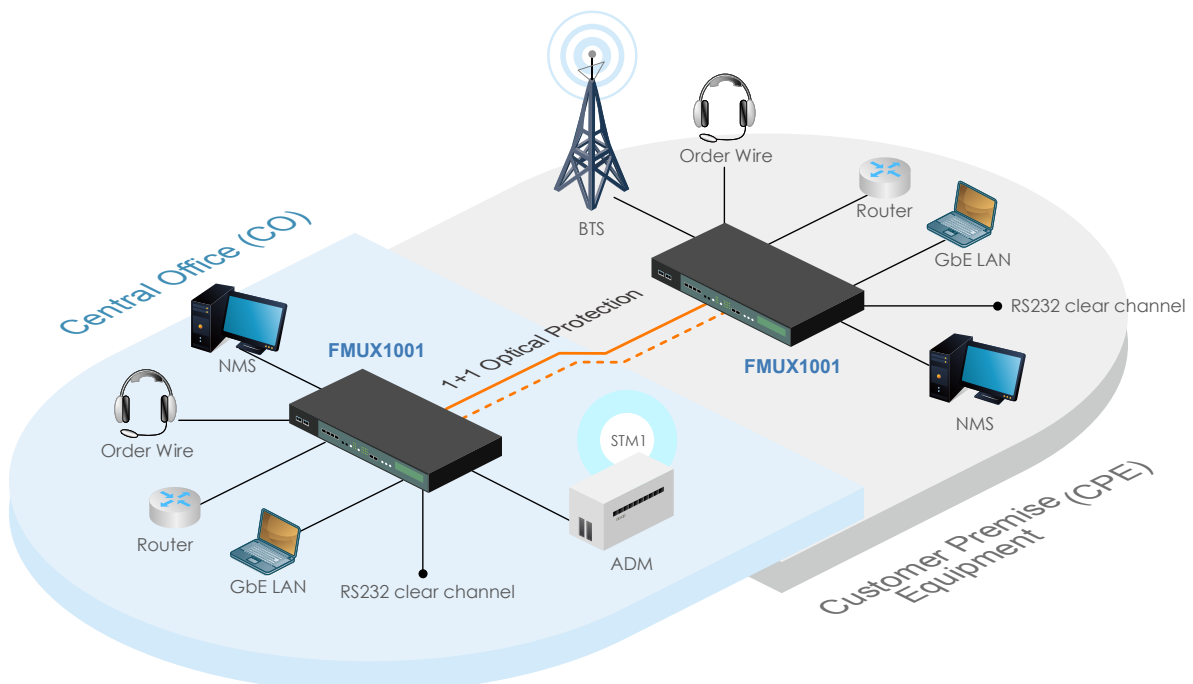 Order Wire
Router
BTS
GbE LAN
RS232 clear channel
FMUX1001
NMS
Customer Premise (CPE)
Equipment
1+1 Optical Protection
Central Office (CO)
NMS
FMUX1001
Order Wire
STM1
Router
GbE LAN
RS232 clear channel
ADM